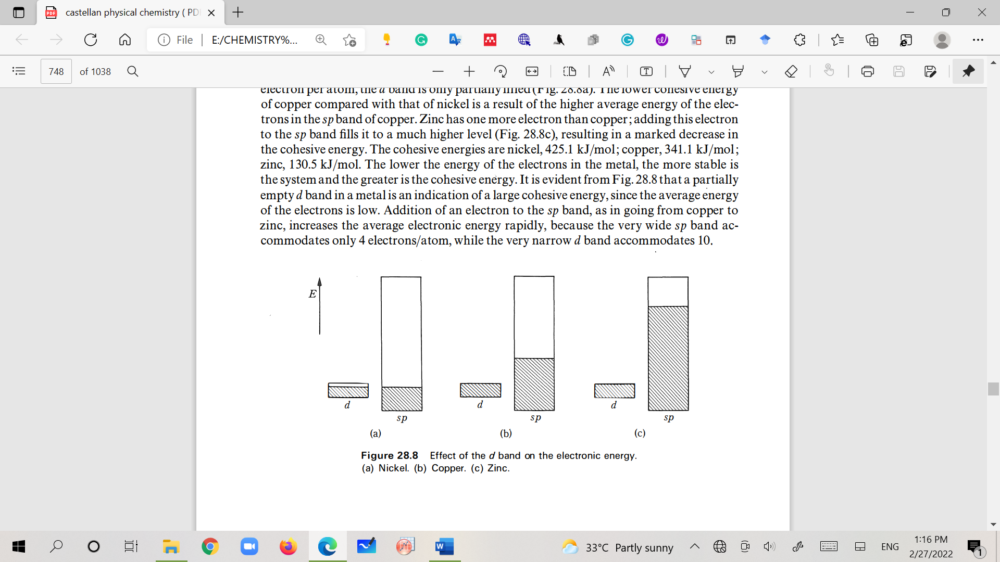 castellan physical chemistry ( PD
File
E:/CHEMISTRY%...
748 of 1038
electron per atom, the d band is only partially filled (Fig. 28.8a). The lower cohesive energy
of copper compared with that of nickel is a result of the higher average energy of the elec-
trons in the sp band of copper. Zinc has one more electron than copper; adding this electron
to the sp band fills it to a much higher level (Fig. 28.8c), resulting in a marked decrease in
the cohesive energy. The cohesive energies are nickel, 425.1 kJ/mol; copper, 341.1 kJ/mol;
zinc, 130.5 kJ/mol. The lower the energy of the electrons in the metal, the more stable is
the system and the greater is the cohesive energy. It is evident from Fig. 28.8 that a partially
empty d band in a metal is an indication of a large cohesive energy, since the average energy
of the electrons is low. Addition of an electron to the sp band, as in going from copper to
zinc, increases the average electronic energy rapidly, because the very wide sp band ac-
commodates only 4 electrons/atom, while the very narrow d band accommodates 10.
E
d
sp
d
sp
d
sp
(a)
(b)
(c)
Figure 28.8 Effect of the d band on the electronic energy.
(a) Nickel. (b) Copper. (c) Zinc.
33°C Partly sunny
ENG
1:16 PM
2/27/2022
1